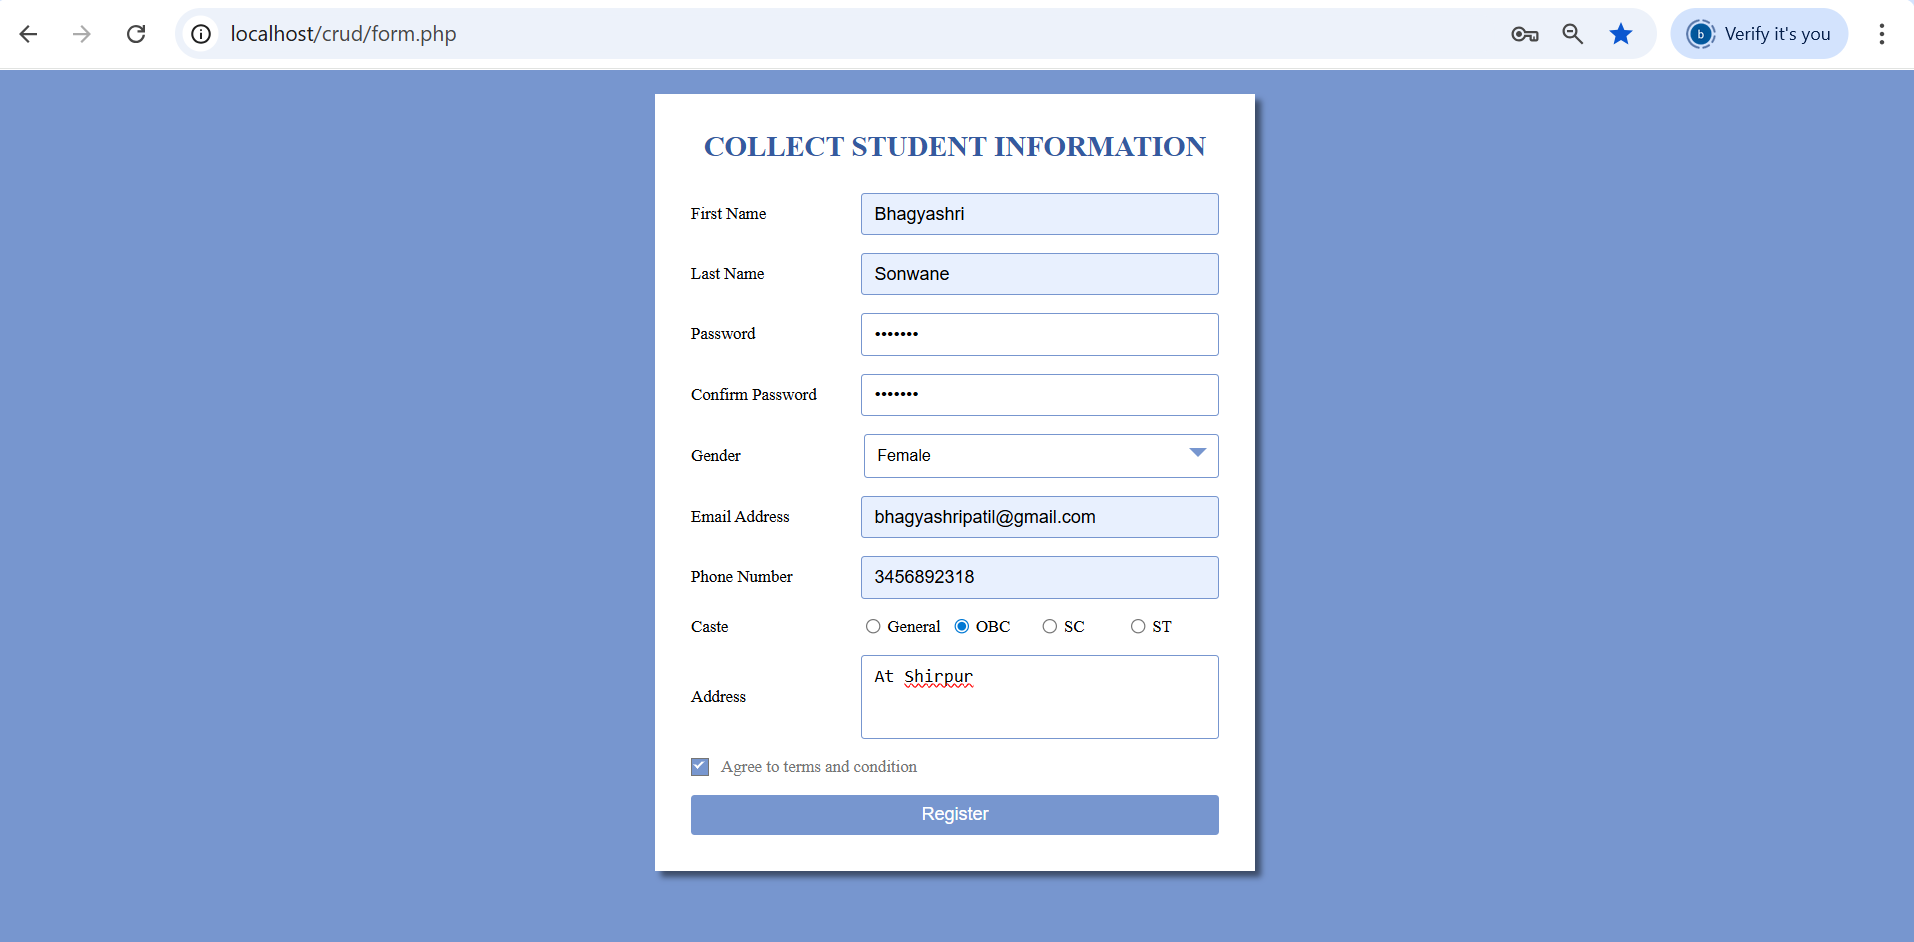 localhost/crud/form.php
b Verify it's you
COLLECT STUDENT INFORMATION
First Name Bhagyashri
Last Name Sonwane
Password •••••••
Confirm Password •••••••
Gender Female
Email Address bhagyashripatil@gmail.com
Phone Number 3456892318
Caste General OBC SC ST
Address At Shirpur
Agree to terms and condition
Register